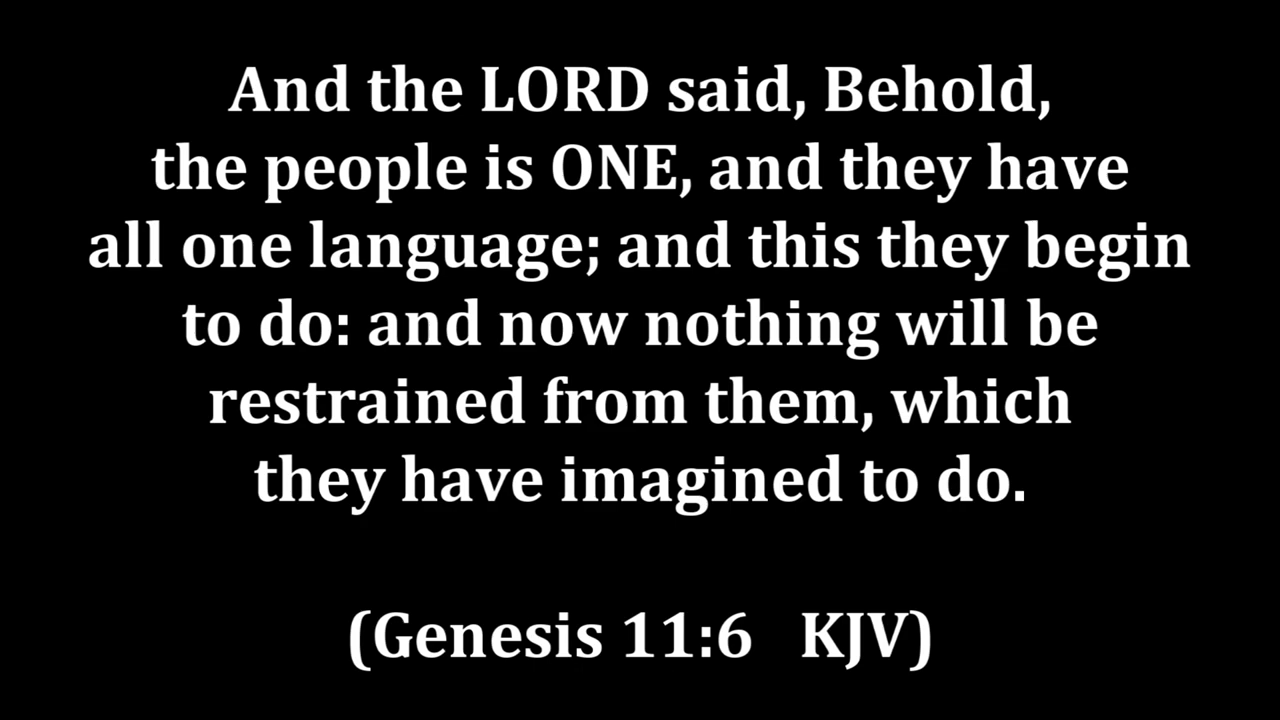 And the LORD said, Behold,
the people is ONE, and they have
all one language; and this they begin
to do: and now nothing will be
restrained from them, which
they have imagined to do.
(Genesis 11:6 KJV)